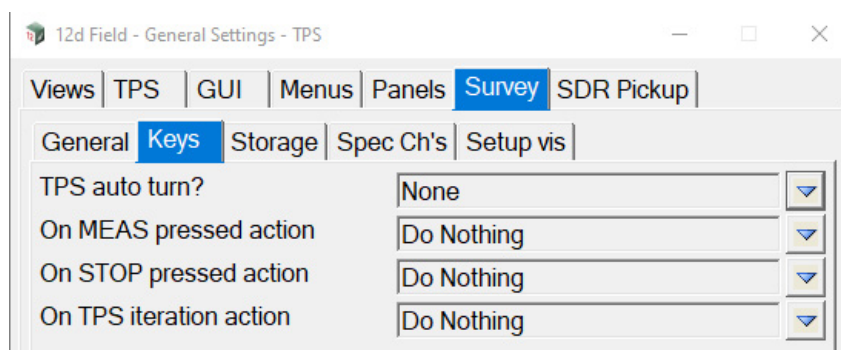 12d Field - General Settings - TPS
Views TPS GUI Menus Panels Survey SDR Pickup
General Keys Storage Spec Ch's Setup vis
TPS auto turn? None
On MEAS pressed action Do Nothing
On STOP pressed action Do Nothing
On TPS iteration action Do Nothing